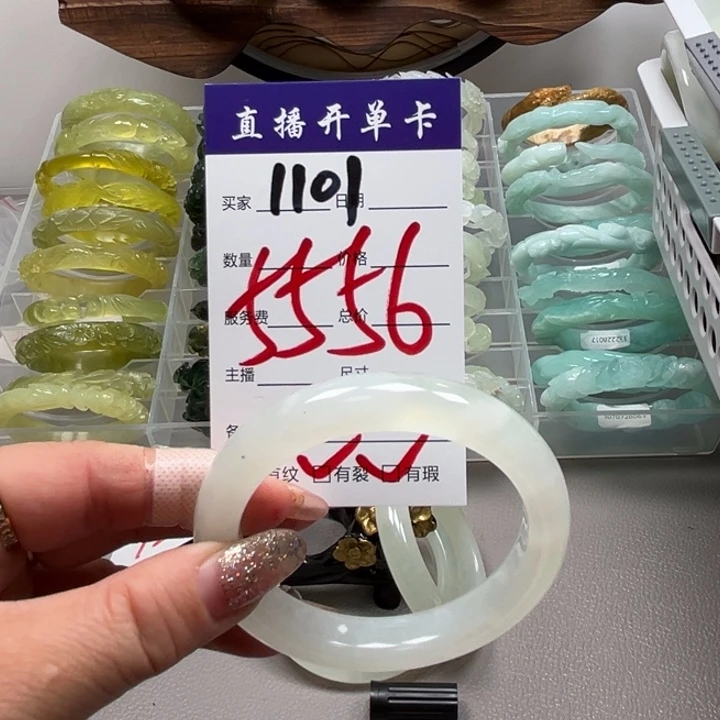 直播开单卡
买家 1101 日期
数量 价格
5556
服务费 总价
主播 尺寸
有纹 有裂 有瑕